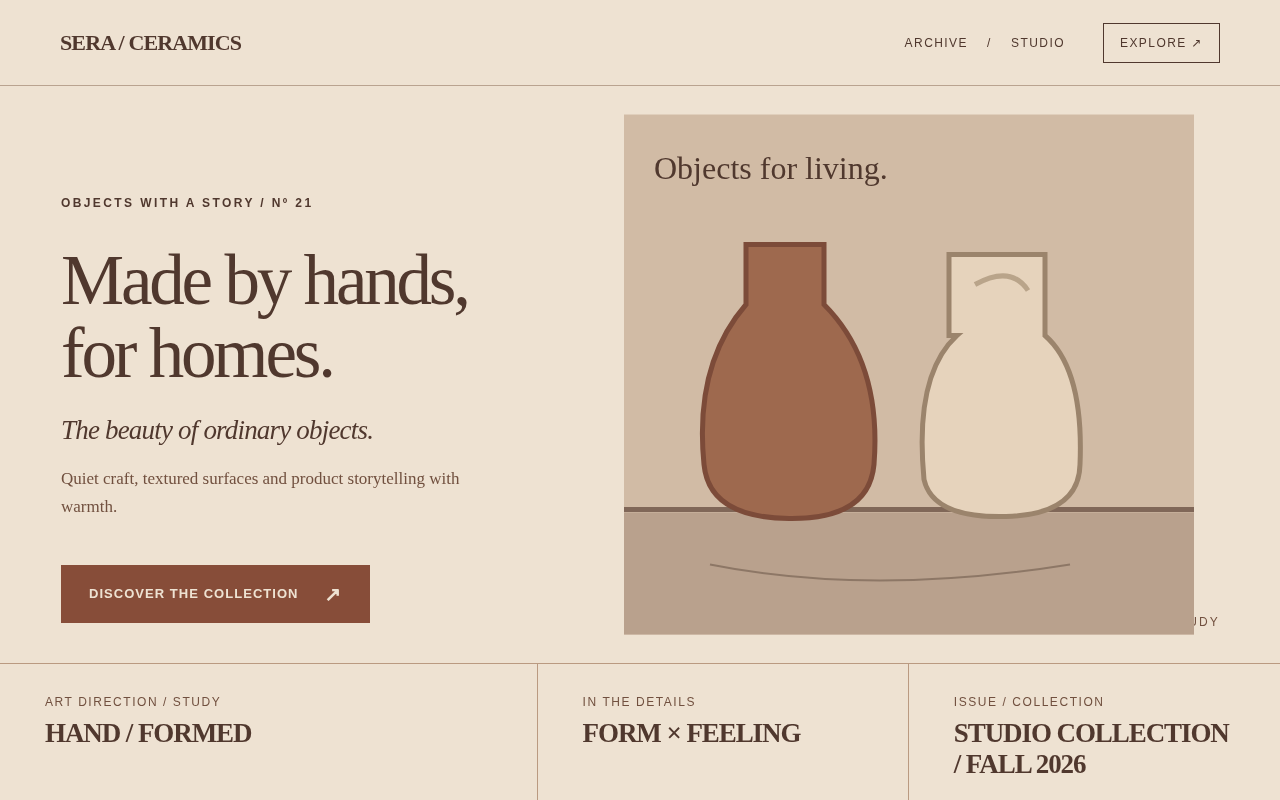 SERA / CERAMICS
ARCHIVE / STUDIO EXPLORE ↗
Objects for living.
OBJECTS WITH A STORY / Nº 21
Made by hands,
for homes.
The beauty of ordinary objects.
Quiet craft, textured surfaces and product storytelling with
warmth.
DISCOVER THE COLLECTION ↗
ART DIRECTION / STUDY
HAND / FORMED
IN THE DETAILS
FORM × FEELING
ISSUE / COLLECTION
STUDIO COLLECTION
/ FALL 2026